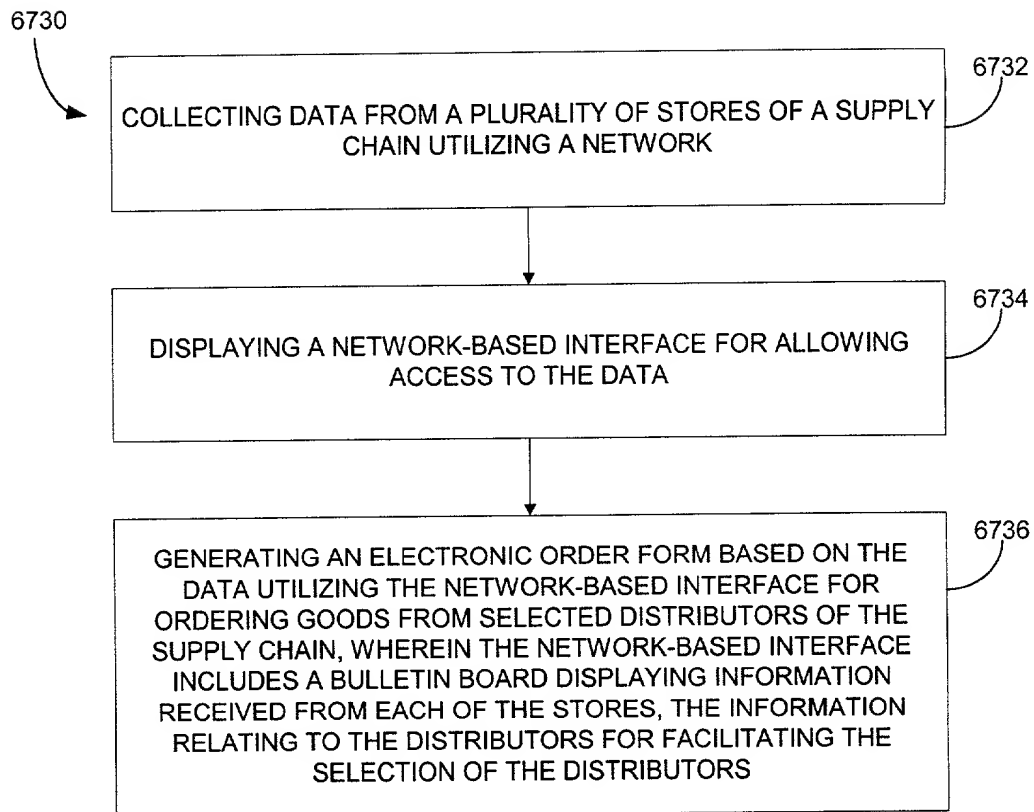 6730
6732
COLLECTING DATA FROM A PLURALITY OF STORES OF A SUPPLY
CHAIN UTILIZING A NETWORK
6734
DISPLAYING A NETWORK-BASED INTERFACE FOR ALLOWING
ACCESS TO THE DATA
6736
GENERATING AN ELECTRONIC ORDER FORM BASED ON THE
DATA UTILIZING THE NETWORK-BASED INTERFACE FOR
ORDERING GOODS FROM SELECTED DISTRIBUTORS OF THE
SUPPLY CHAIN, WHEREIN THE NETWORK-BASED INTERFACE
INCLUDES A BULLETIN BOARD DISPLAYING INFORMATION
RECEIVED FROM EACH OF THE STORES, THE INFORMATION
RELATING TO THE DISTRIBUTORS FOR FACILITATING THE
SELECTION OF THE DISTRIBUTORS